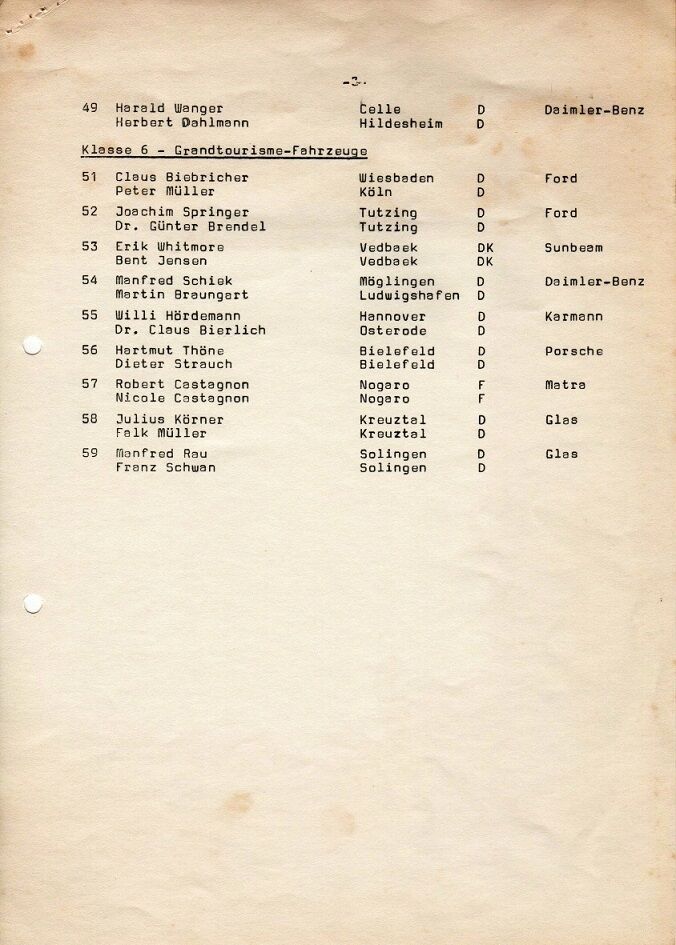 -3-
49 Harald Wanger Celle D Daimler-Benz
Herbert Dahlmann Hildesheim D
Klasse 6 - Grandtourisme-Fahrzeuge
51 Claus Biebricher Wiesbaden D Ford
Peter Müller Köln D
52 Joachim Springer Tutzing D Ford
Dr. Günter Brendel Tutzing D
53 Erik Whitmore Vedbaek DK Sunbeam
Bent Jensen Vedbaek DK
54 Manfred Schiek Möglingen D Daimler-Benz
Martin Braungart Ludwigshafen D
55 Willi Hördemann Hannover D Karmann
Dr. Claus Bierlich Osterode D
56 Hartmut Thöne Bielefeld D Porsche
Dieter Strauch Bielefeld D
57 Robert Castagnon Nogaro F Matra
Nicole Castagnon Nogaro F
58 Julius Körner Kreuztal D Glas
Falk Müller Kreuztal D
59 Manfred Rau Solingen D Glas
Franz Schwan Solingen D